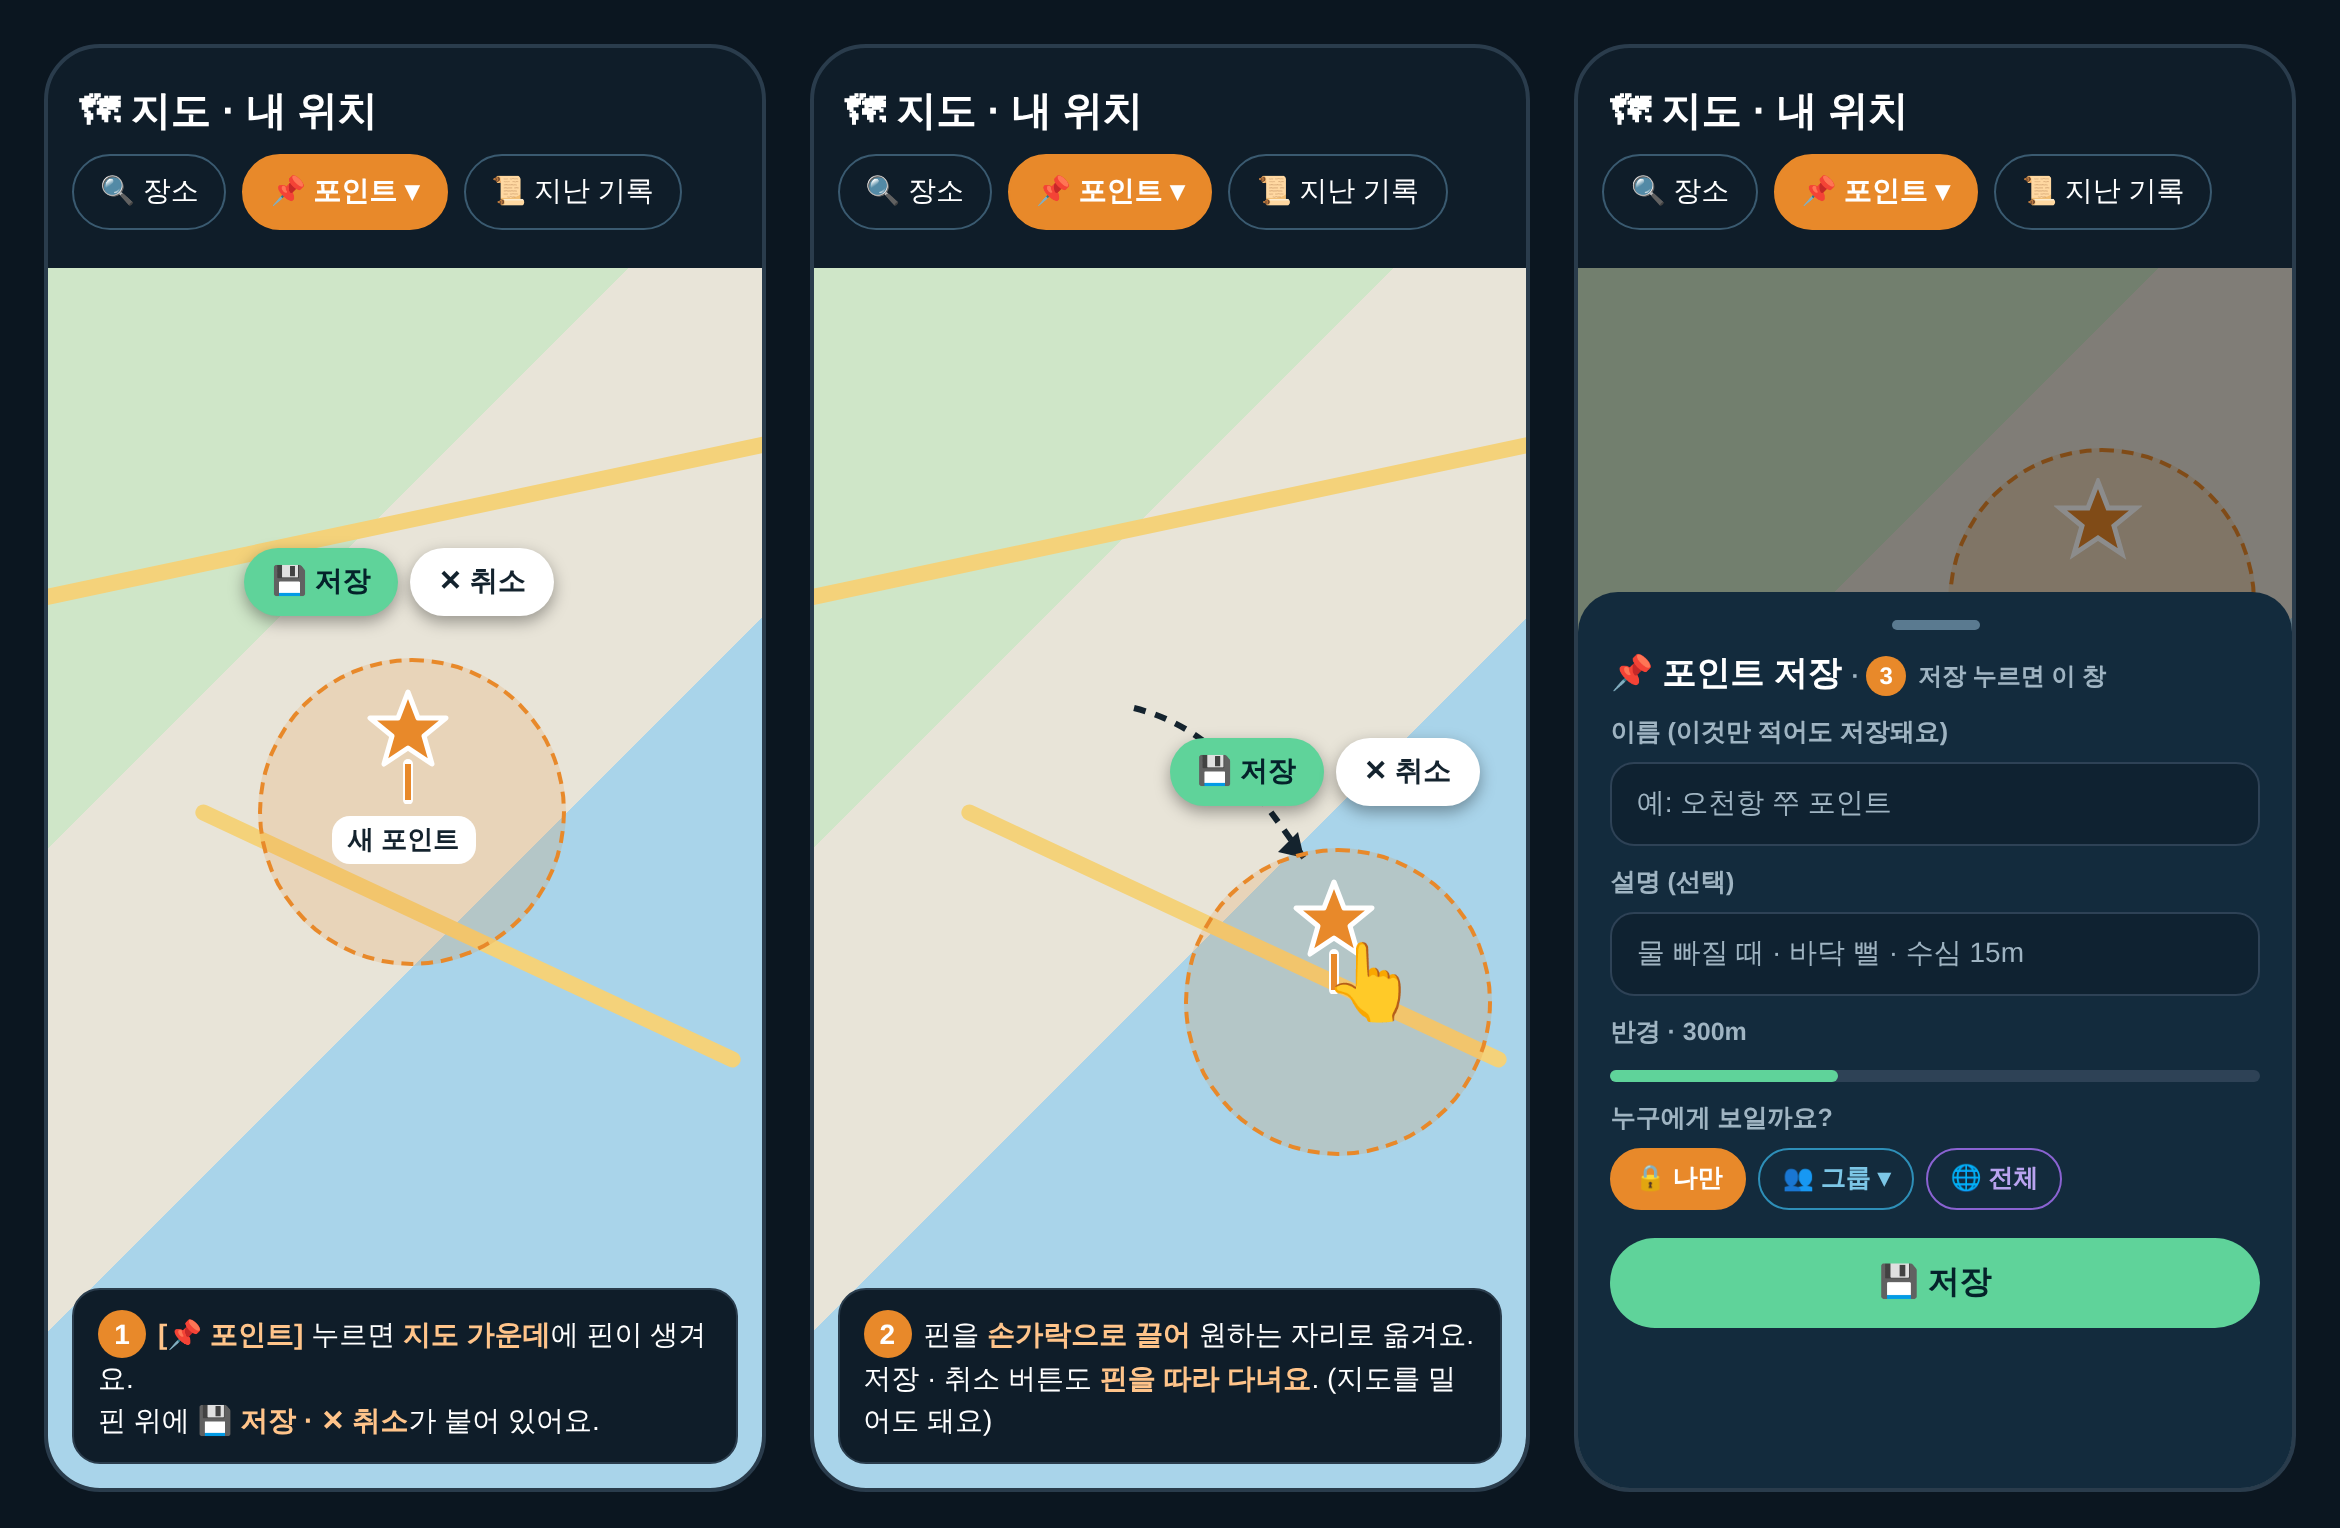 🗺 지도 · 내 위치
🔍 장소 📌 포인트 ▾ 📜 지난 기록
💾 저장 ✕ 취소
새 포인트
1 [📌 포인트] 누르면 지도 가운데에 핀이 생겨
요.
핀 위에 💾 저장 · ✕ 취소가 붙어 있어요.
🗺 지도 · 내 위치
🔍 장소 📌 포인트 ▾ 📜 지난 기록
💾 저장 ✕ 취소
2 핀을 손가락으로 끌어 원하는 자리로 옮겨요.
저장 · 취소 버튼도 핀을 따라 다녀요. (지도를 밀
어도 돼요)
🗺 지도 · 내 위치
🔍 장소 📌 포인트 ▾ 📜 지난 기록
📌 포인트 저장 · 3 저장 누르면 이 창
이름 (이것만 적어도 저장돼요)
예: 오천항 쭈 포인트
설명 (선택)
물 빠질 때 · 바닥 뻘 · 수심 15m
반경 · 300m
누구에게 보일까요?
🔒 나만 👥 그룹 ▾ 🌐 전체
💾 저장